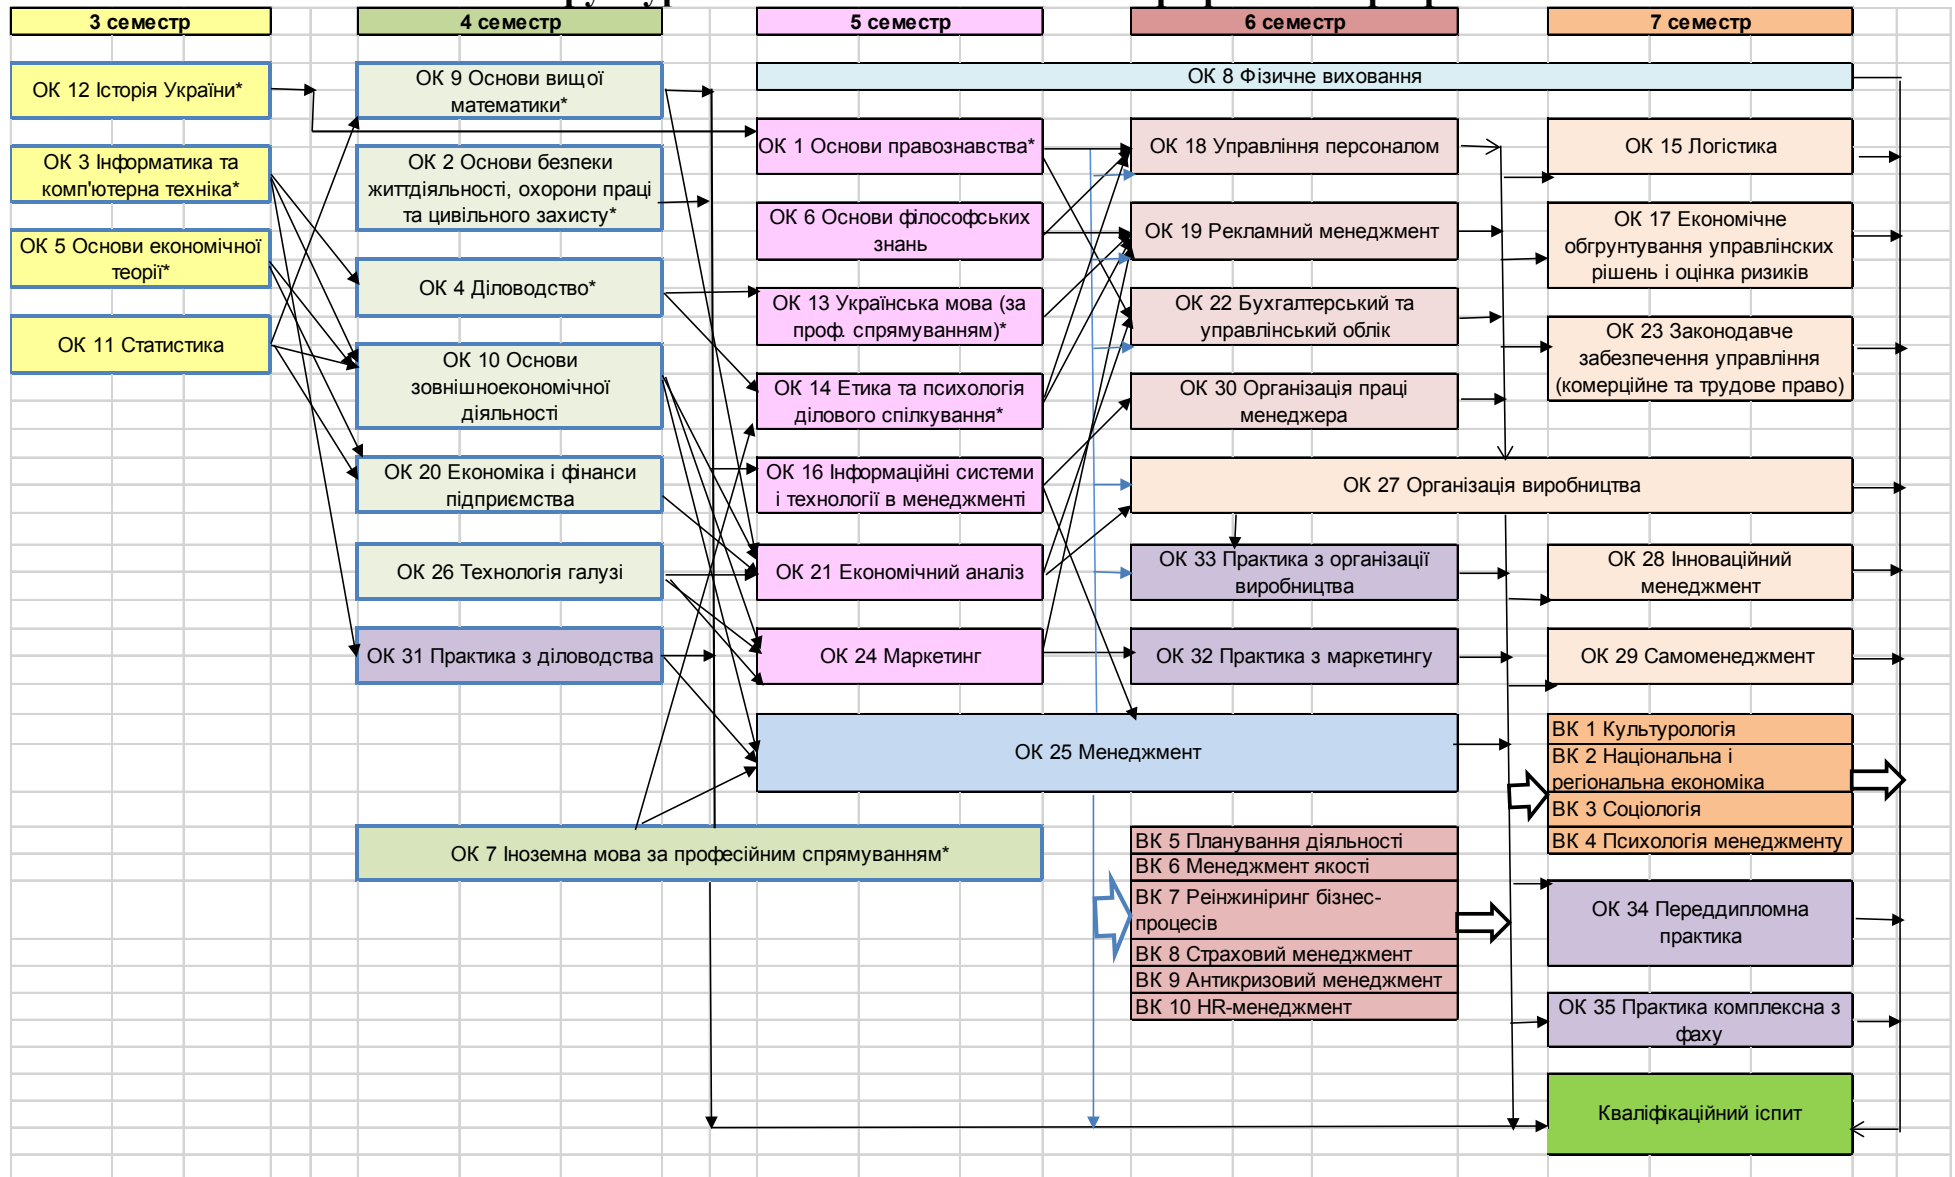 3 семестр
4 семестр
5 семестр
6 семестр
7 семестр
ОК 12 Історія України*
ОК 3 Інформатика та
комп'ютерна техніка*
ОК 5 Основи економічної
теорії*
ОК 11 Статистика
ОК 9 Основи вищої
математики*
ОК 2 Основи безпеки
життдіяльності, охорони праці
та цивільного захисту*
ОК 4 Діловодство*
ОК 10 Основи
зовнішноекономічної
діяльності
ОК 20 Економіка і фінанси
підприємства
ОК 26 Технологія галузі
ОК 31 Практика з діловодства
ОК 7 Іноземна мова за професійним спрямуванням*
ОК 8 Фізичне виховання
ОК 1 Основи правознавства*
ОК 6 Основи філософських
знань
ОК 13 Українська мова (за
проф. спрямуванням)*
ОК 14 Етика та психологія
ділового спілкування*
ОК 16 Інформаційні системи
і технології в менеджменті
ОК 21 Економічний аналіз
ОК 24 Маркетинг
ОК 25 Менеджмент
ОК 18 Управління персоналом
ОК 19 Рекламний менеджмент
ОК 22 Бухгалтерський та
управлінський облік
ОК 30 Організація праці
менеджера
ОК 27 Організація виробництва
ОК 33 Практика з організації
виробництва
ОК 32 Практика з маркетингу
ВК 5 Планування діяльності
ВК 6 Менеджмент якості
ВК 7 Реінжиніринг бізнес-
процесів
ВК 8 Страховий менеджмент
ВК 9 Антикризовий менеджмент
ВК 10 HR-менеджмент
ОК 15 Логістика
ОК 17 Економічне
обгрунтування управлінских
рішень і оцінка ризиків
ОК 23 Законодавче
забезпечення управління
(комерційне та трудове право)
ОК 28 Інноваційний
менеджмент
ОК 29 Самоменеджмент
ВК 1 Культурологія
ВК 2 Національна і
регіональна економіка
ВК 3 Соціологія
ВК 4 Психологія менеджменту
ОК 34 Переддипломна
практика
ОК 35 Практика комплексна з
фаху
Кваліфікаційний іспит